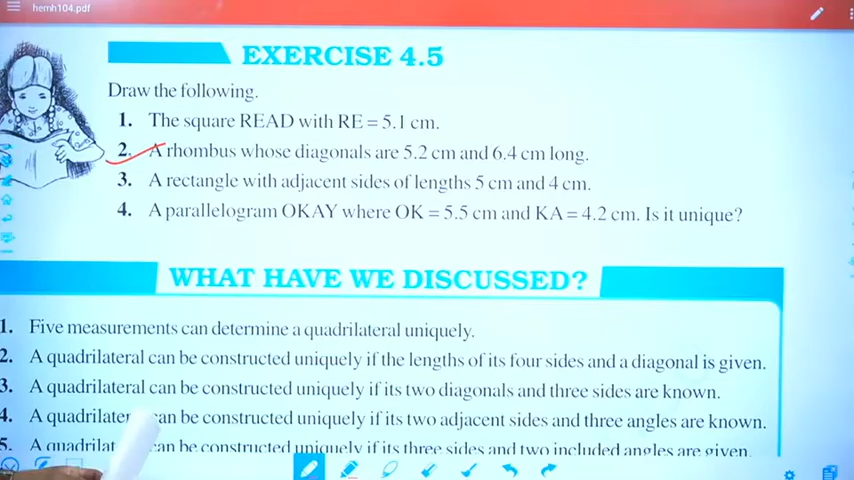 hemh104.pdf
EXERCISE 4.5
Draw the following.
1. The square READ with RE = 5.1 cm.
2. A rhombus whose diagonals are 5.2 cm and 6.4 cm long.
3. A rectangle with adjacent sides of lengths 5 cm and 4 cm.
4. A parallelogram OKAY where OK = 5.5 cm and KA = 4.2 cm. Is it unique?
WHAT HAVE WE DISCUSSED?
1. Five measurements can determine a quadrilateral uniquely.
2. A quadrilateral can be constructed uniquely if the lengths of its four sides and a diagonal is given.
3. A quadrilateral can be constructed uniquely if its two diagonals and three sides are known.
4. A quadrilater can be constructed uniquely if its two adjacent sides and three angles are known.
5. A quadrilat can be constructed uniquely if its three sides and two included angles are given.